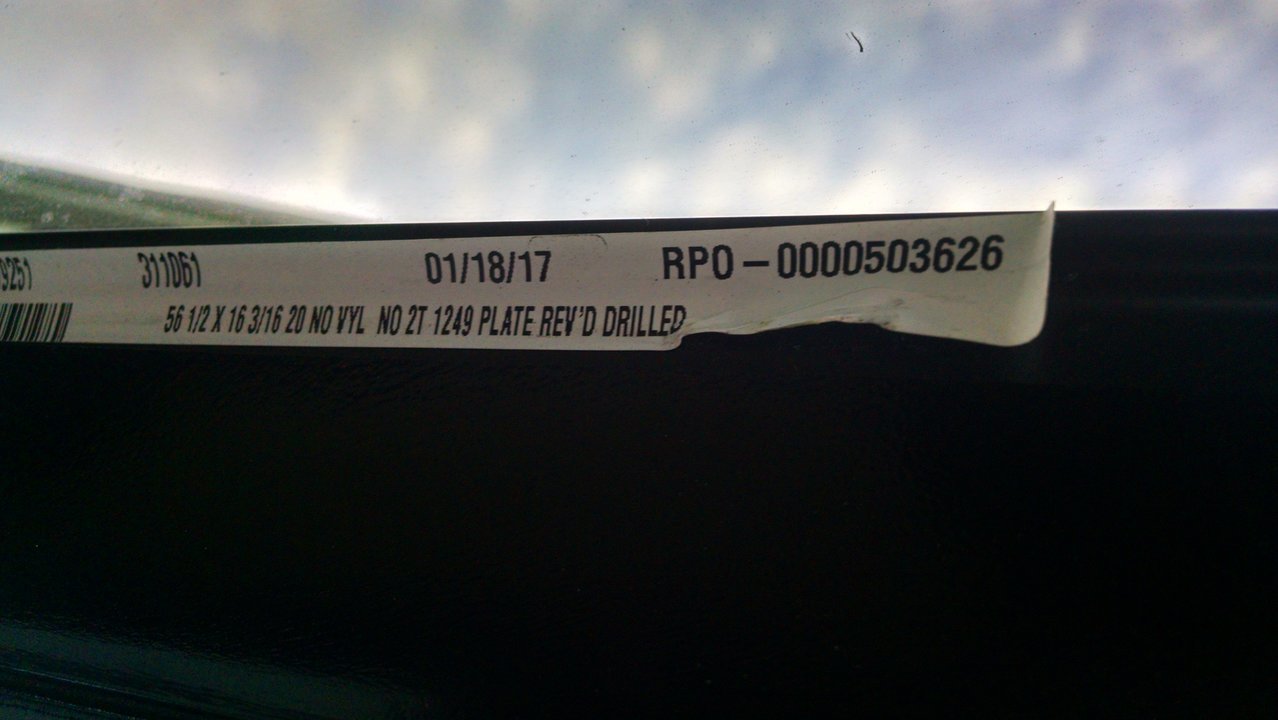 9251 311061 01/18/17 RPO-0000503626
56 1/2 X 16 3/16 20 NO VYL NO 2T 1249 PLATE REV'D DRILLED